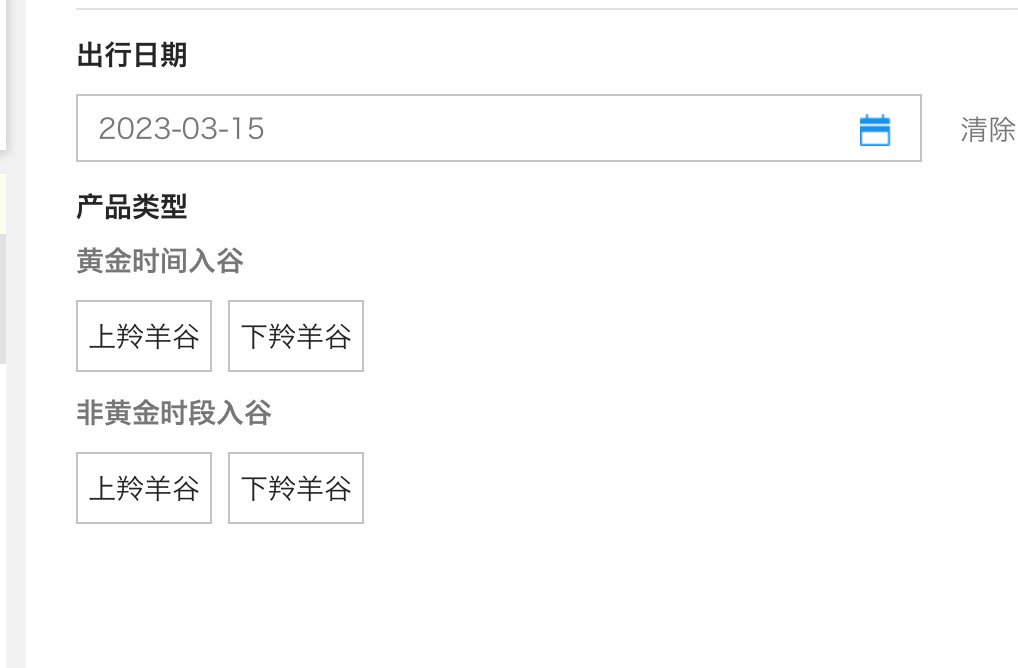 出行日期
2023-03-15
清除
产品类型
黄金时间入谷
上羚羊谷 下羚羊谷
非黄金时段入谷
上羚羊谷 下羚羊谷